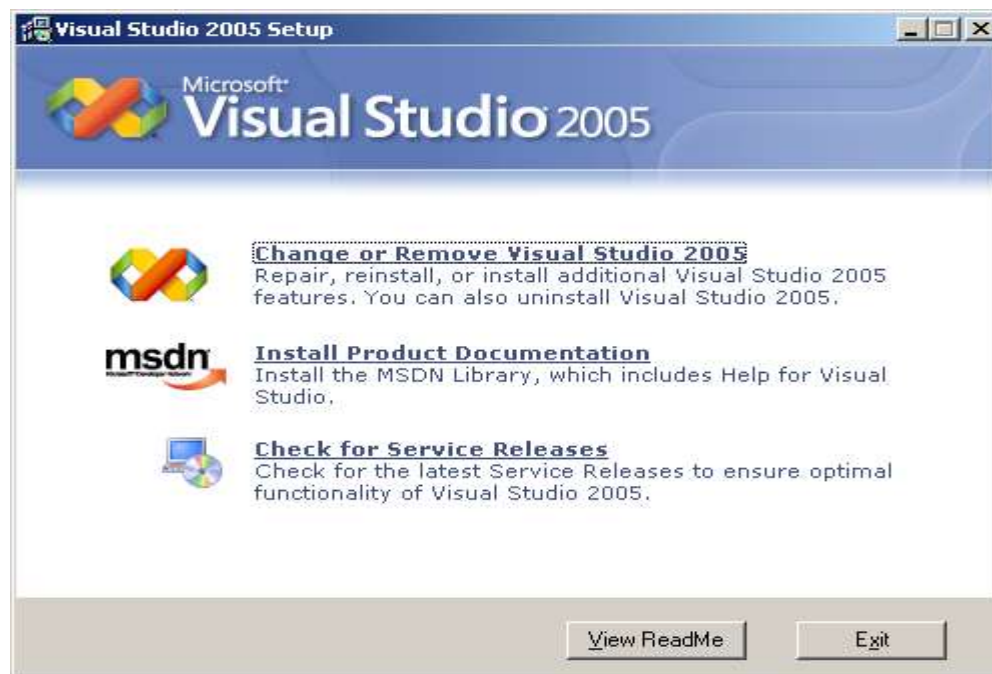 Visual Studio 2005 Setup
Microsoft
Visual Studio 2005
Change or Remove Visual Studio 2005
Repair, reinstall, or install additional Visual Studio 2005
features. You can also uninstall Visual Studio 2005.
msdn
Install Product Documentation
Install the MSDN Library, which includes Help for Visual
Studio.
Check for Service Releases
Check for the latest Service Releases to ensure optimal
functionality of Visual Studio 2005.
View ReadMe
Exit